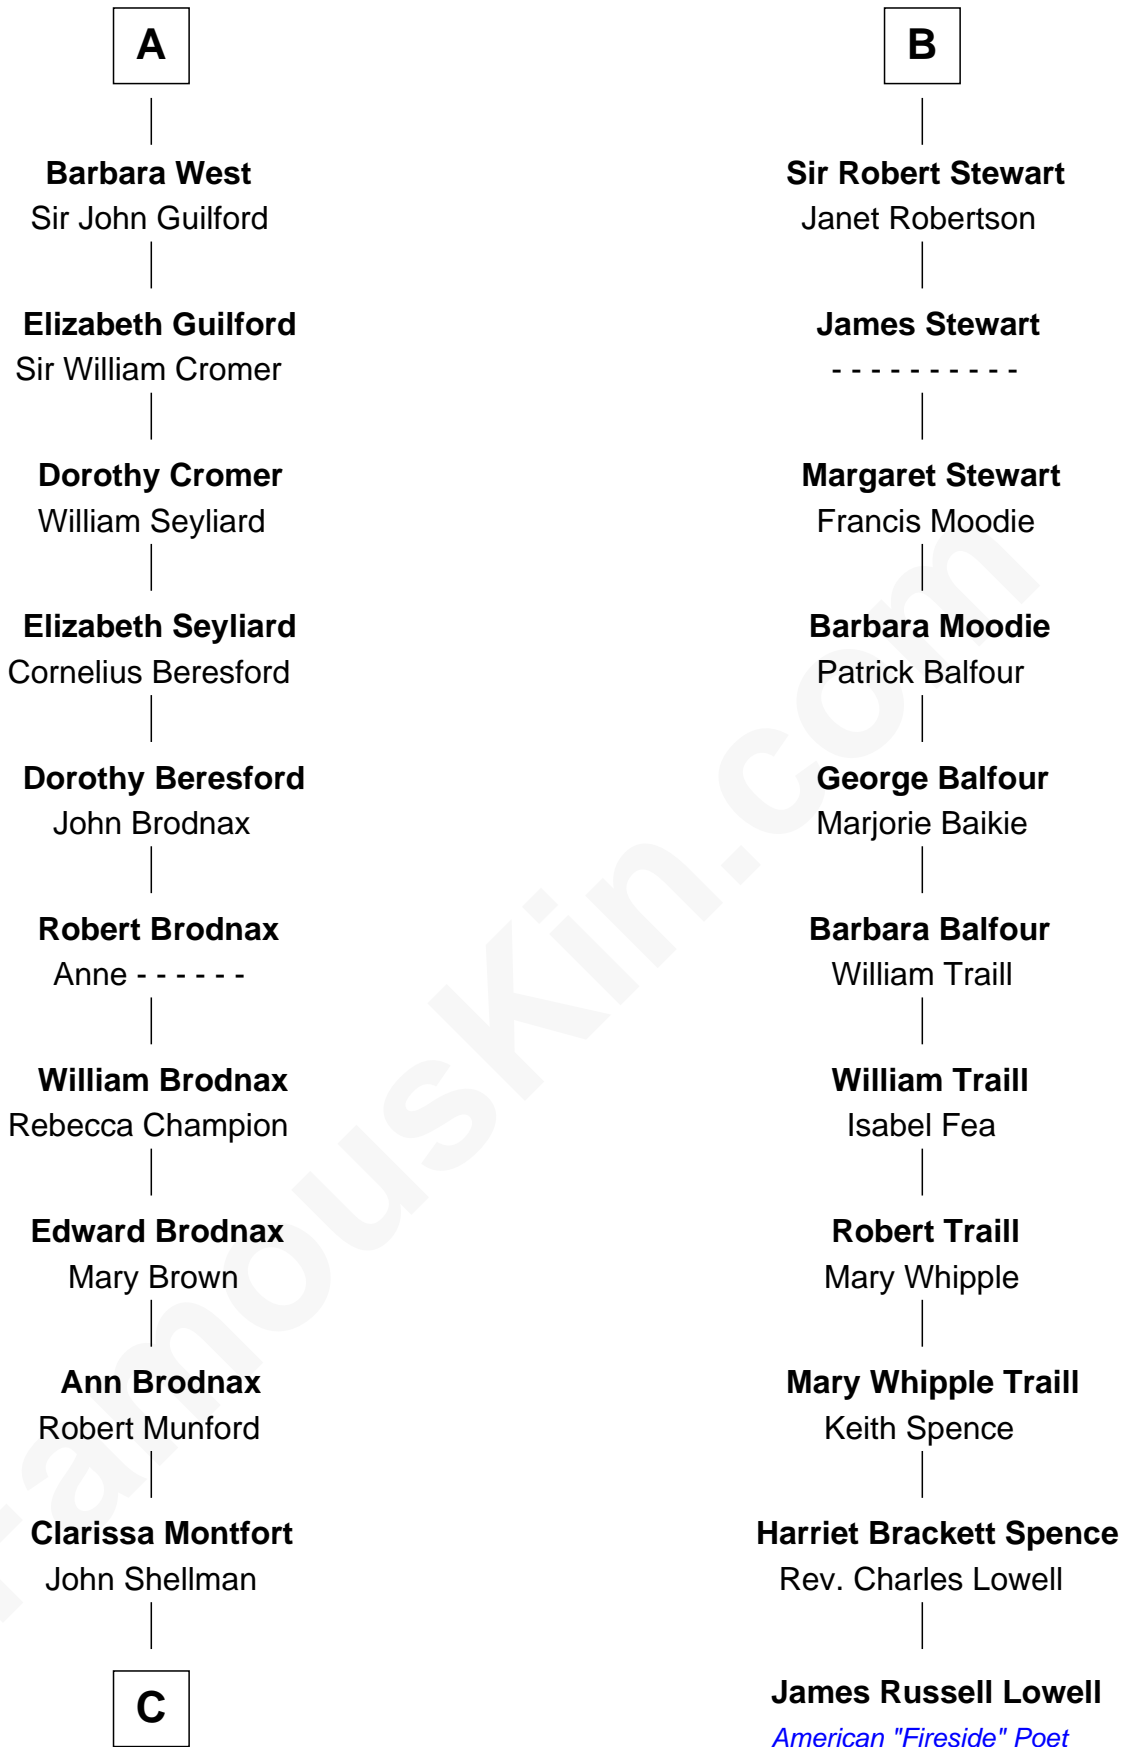 A
Barbara West
Sir John Guilford
Elizabeth Guilford
Sir William Cromer
Dorothy Cromer
William Seyliard
Elizabeth Seyliard
Cornelius Beresford
Dorothy Beresford
John Brodnax
Robert Brodnax
Anne - - - - - -
William Brodnax
Rebecca Champion
Edward Brodnax
Mary Brown
Ann Brodnax
Robert Munford
Clarissa Montfort
John Shellman
C
B
Sir Robert Stewart
Janet Robertson
James Stewart
- - - - - - - - - -
Margaret Stewart
Francis Moodie
Barbara Moodie
Patrick Balfour
George Balfour
Marjorie Baikie
Barbara Balfour
William Traill
William Traill
Isabel Fea
Robert Traill
Mary Whipple
Mary Whipple Traill
Keith Spence
Harriet Brackett Spence
Rev. Charles Lowell
James Russell Lowell
American "Fireside" Poet
FamousKin.com